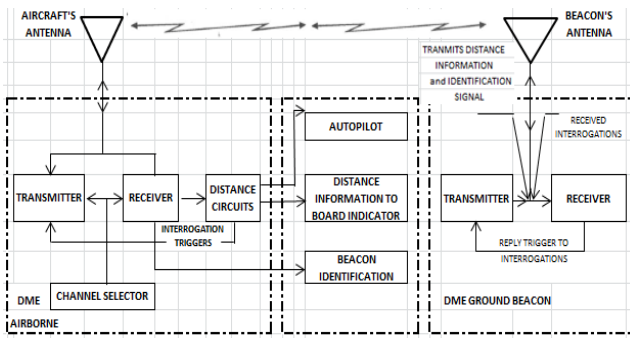 AIRCRAFT'S
ANTENNA
BEACON'S
ANTENNA
TRANMITS DISTANCE
INFORMATION
and IDENTIFICATION
SIGNAL
AUTOPILOT
RECEIVED
INTERROGATIONS
TRANSMITTER
RECEIVER
DISTANCE
CIRCUITS
DISTANCE
INFORMATION TO
BOARD INDICATOR
TRANSMITTER
RECEIVER
INTERROGATION
TRIGGERS
REPLY TRIGGER TO
INTERROGATIONS
BEACON
IDENTIFICATION
CHANNEL SELECTOR
DME
AIRBORNE
DME GROUND BEACON